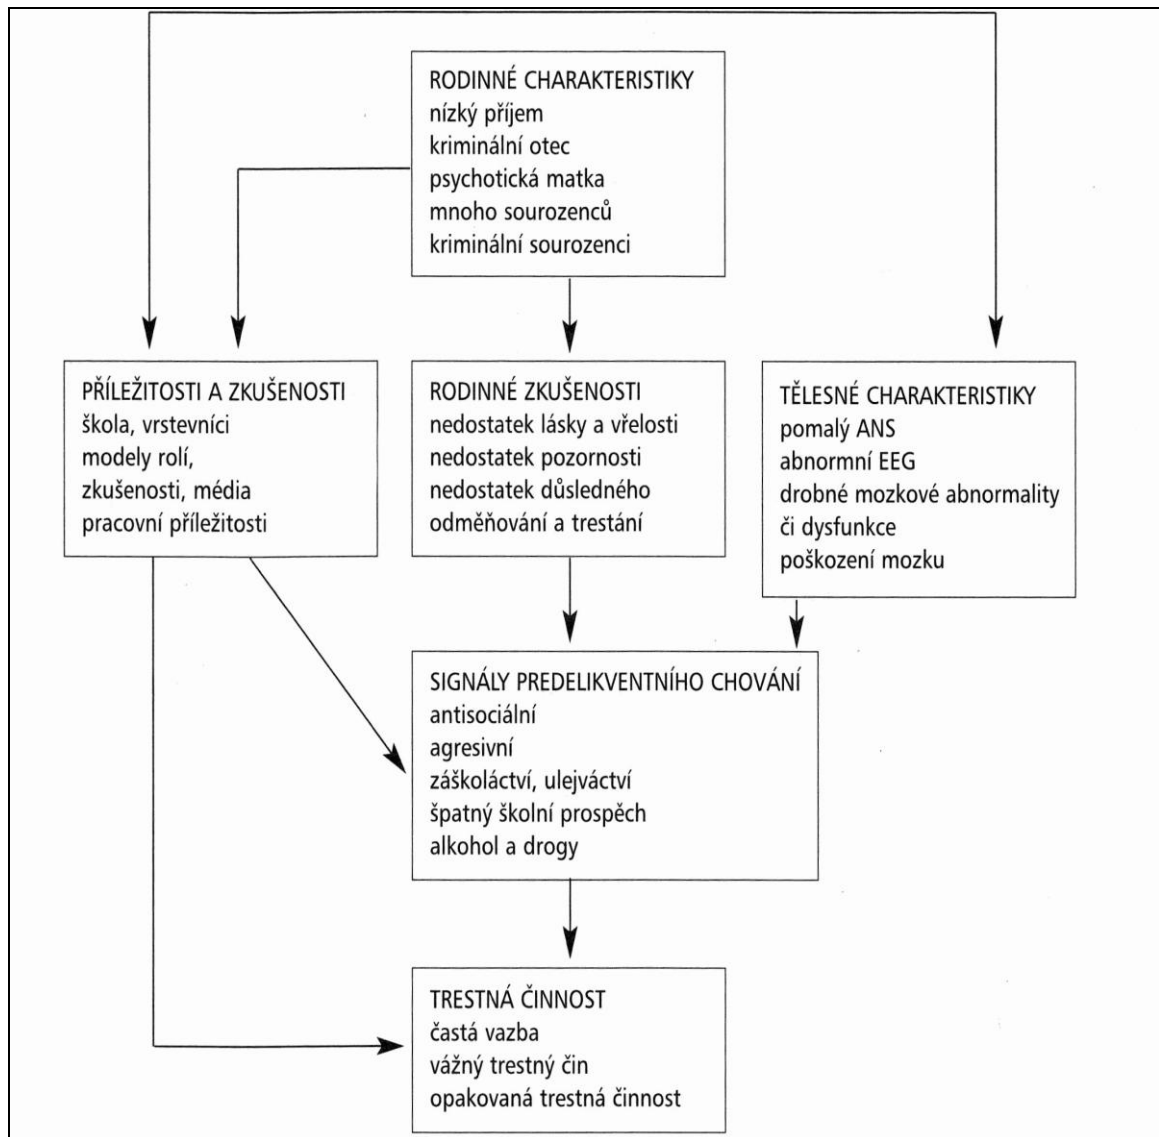 RODINNÉ CHARAKTERISTIKY
nízký příjem
kriminální otec
psychotická matka
mnoho sourozenců
kriminální sourozenci
PŘÍLEŽITOSTI A ZKUŠENOSTI
škola, vrstevníci
modely rolí,
zkušenosti, média
pracovní příležitosti
RODINNÉ ZKUŠENOSTI
nedostatek lásky a vřelosti
nedostatek pozornosti
nedostatek důsledného
odměňování a trestání
TĚLESNÉ CHARAKTERISTIKY
pomalý ANS
abnormní EEG
drobné mozkové abnormality
či dysfunkce
poškození mozku
SIGNÁLY PREDELIKVENTNÍHO CHOVÁNÍ
antisociální
agresivní
záškoláctví, ulejváctví
špatný školní prospěch
alkohol a drogy
TRESTNÁ ČINNOST
častá vazba
vážný trestný čin
opakovaná trestná činnost